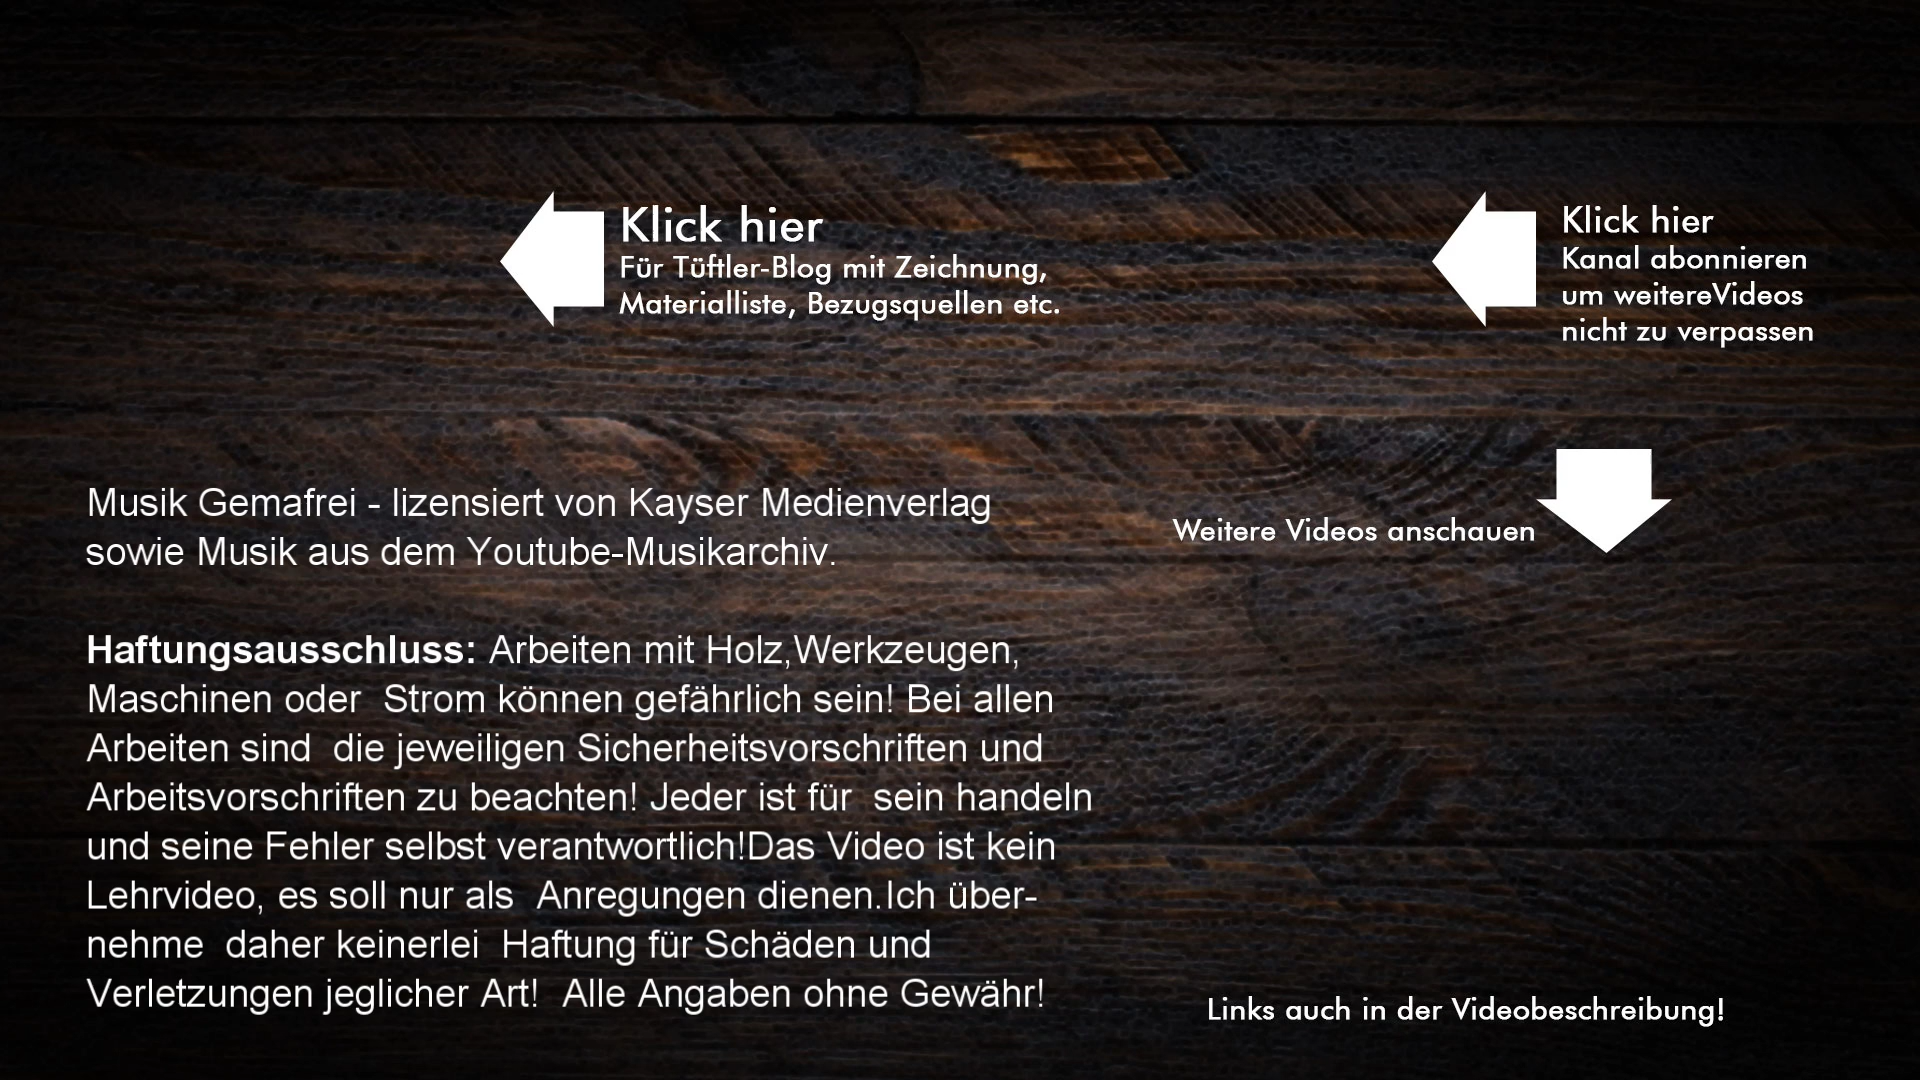 Klick hier
Für Tüftler-Blog mit Zeichnung,
Materialliste, Bezugsquellen etc.
Klick hier
Kanal abonnieren
um weitereVideos
nicht zu verpassen
Musik Gemafrei - lizensiert von Kayser Medienverlag
sowie Musik aus dem Youtube-Musikarchiv.
Weitere Videos anschauen
Haftungsausschluss: Arbeiten mit Holz,Werkzeugen,
Maschinen oder  Strom können gefährlich sein! Bei allen
Arbeiten sind  die jeweiligen Sicherheitsvorschriften und
Arbeitsvorschriften zu beachten! Jeder ist für  sein handeln
und seine Fehler selbst verantwortlich!Das Video ist kein
Lehrvideo, es soll nur als  Anregungen dienen.Ich über-
nehme  daher keinerlei  Haftung für Schäden und
Verletzungen jeglicher Art!  Alle Angaben ohne Gewähr!
Links auch in der Videobeschreibung!